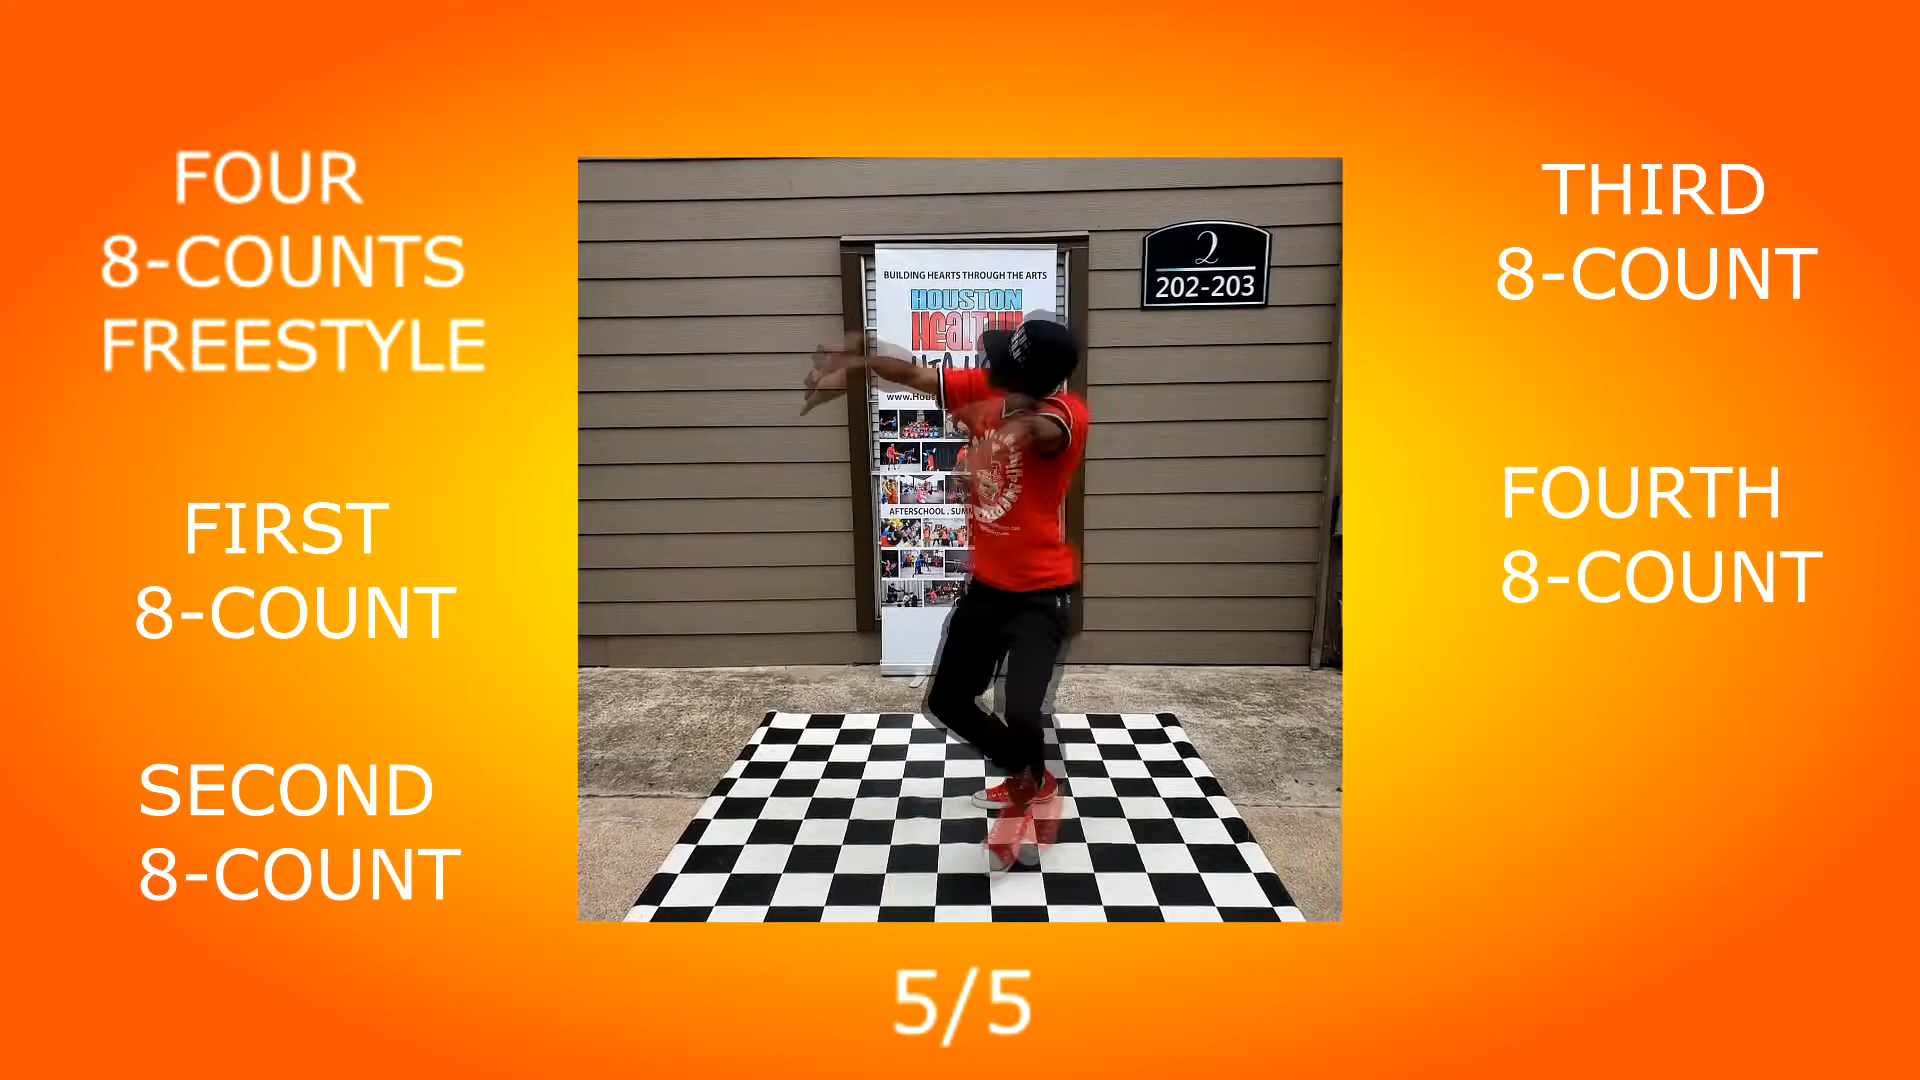 FOUR
8-COUNTS
FREESTYLE
FIRST
8-COUNT
SECOND
8-COUNT
BUILDING HEARTS THROUGH THE ARTS
HOUSTON
2
202-203
AFTERSCHOOL .
THIRD
8-COUNT
FOURTH
8-COUNT
5/5